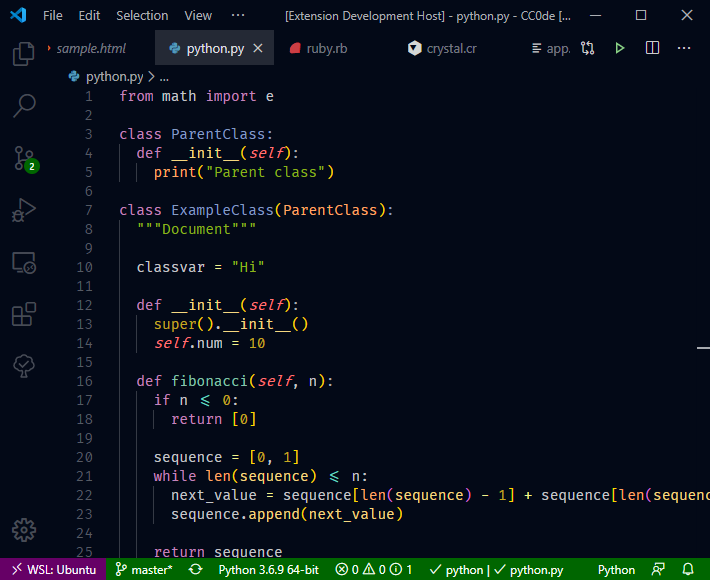 File Edit Selection View ··· [Extension Development Host] - python.py - CC0de [...
sample.html python.py ruby.rb crystal.cr app.
python.py > ...
1 from math import e
2
3 class ParentClass:
4 def __init__(self):
5 print("Parent class")
6
7 class ExampleClass(ParentClass):
8 """Document"""
9
10 classvar = "Hi"
11
12 def __init__(self):
13 super().__init__()
14 self.num = 10
15
16 def fibonacci(self, n):
17 if n ⩽ 0:
18 return [0]
19
20 sequence = [0, 1]
21 while len(sequence) ⩽ n:
22 next_value = sequence[len(sequence) - 1] + sequence[len(sequenc
23 sequence.append(next_value)
24
25 return sequence
2
WSL: Ubuntu master* Python 3.6.9 64-bit 0 0 1 ✓ python | ✓ python.py Python